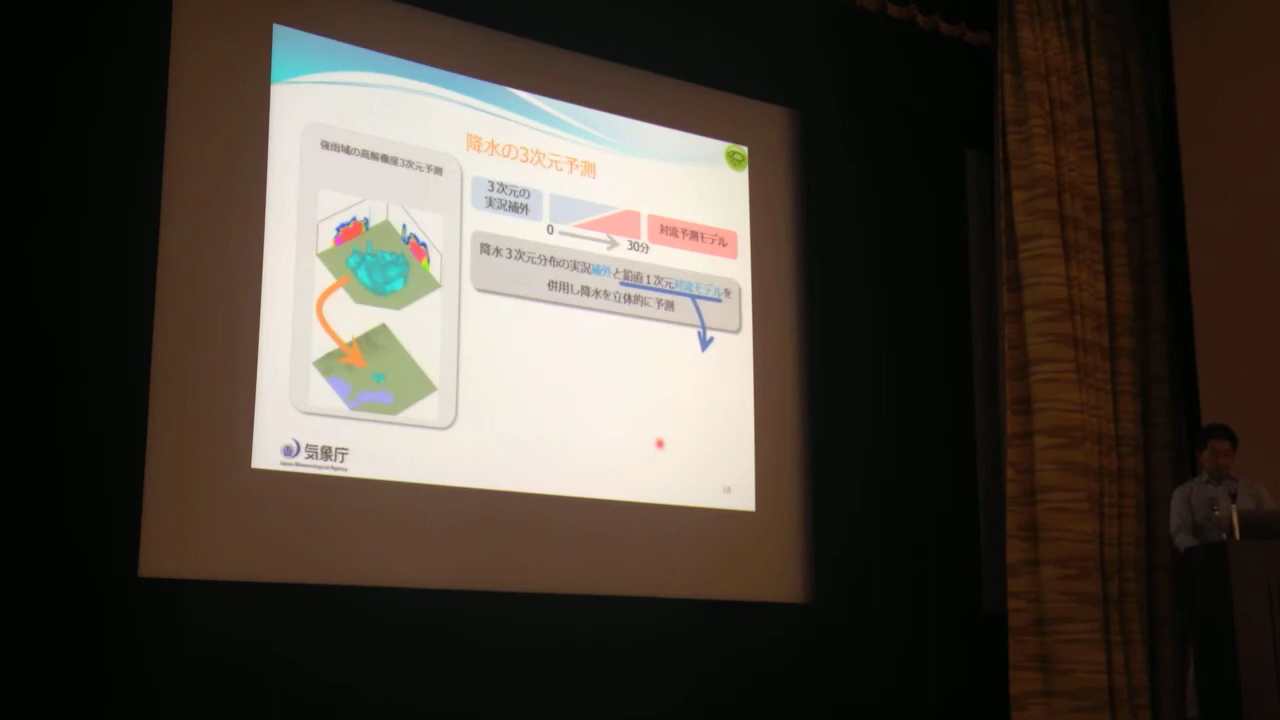 降水の3次元予測
強雨域の高解像度3次元予測
３次元の
実況補外
対流予測モデル
0
30分
降水３次元分布の実況補外と鉛直１次元対流モデルを
併用し降水を立体的に予測
気象庁
Japan Meteorological Agency